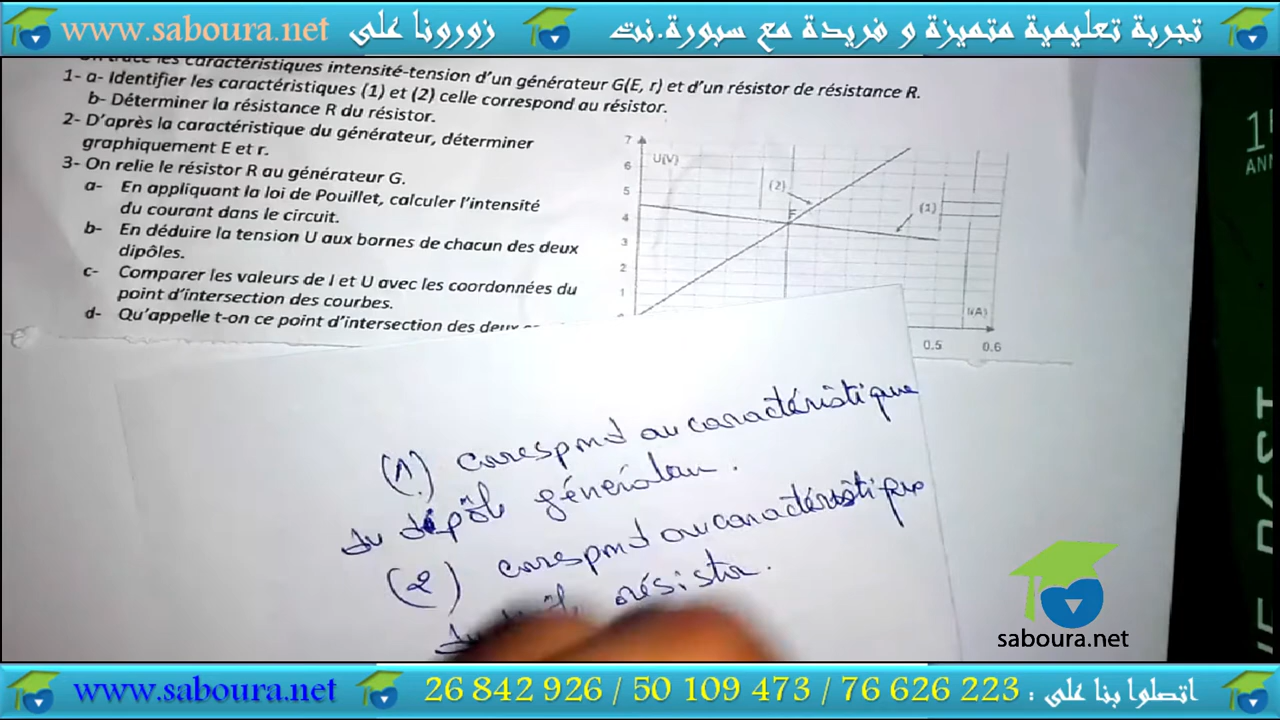 www.saboura.net زورونا على تجربة تعليمية متميزة و فريدة مع سبورة.نت
On trace les caractéristiques intensité-tension d'un générateur G(E, r) et d'un résistor de résistance R.
1- a- Identifier les caractéristiques (1) et (2) celle correspond au résistor.
b- Déterminer la résistance R du résistor.
2- D'après la caractéristique du générateur, déterminer
graphiquement E et r.
3- On relie le résistor R au générateur G.
a- En appliquant la loi de Pouillet, calculer l'intensité
du courant dans le circuit.
b- En déduire la tension U aux bornes de chacun des deux
dipôles.
c- Comparer les valeurs de I et U avec les coordonnées du
point d'intersection des courbes.
d- Qu'appelle t-on ce point d'intersection des deux
7
U(V)
6
5
4
3
2
1
(2)
(1)
F
I(A)
0.5 0.6
(1) correspond au caractéristique
du dipôle générateur.
(2) correspond au caractéristique
du résistor.
1
ANN
saboura.net
www.saboura.net 26 842 926 / 50 109 473 / 76 626 223 : اتصلوا بنا على